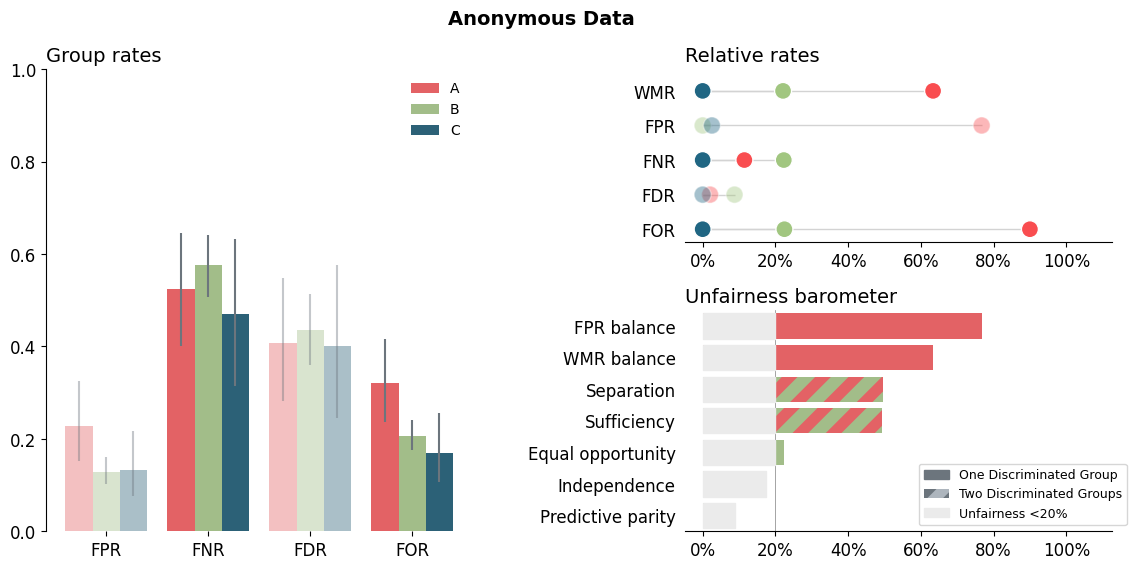 Anonymous Data
Group rates
1.0
0.8
0.6
0.4
0.2
0.0
A
B
C
FPR FNR FDR FOR
Relative rates
WMR
FPR
FNR
FDR
FOR
0% 20% 40% 60% 80% 100%
Unfairness barometer
FPR balance
WMR balance
Separation
Sufficiency
Equal opportunity
Independence
Predictive parity
One Discriminated Group
Two Discriminated Groups
Unfairness <20%
0% 20% 40% 60% 80% 100%